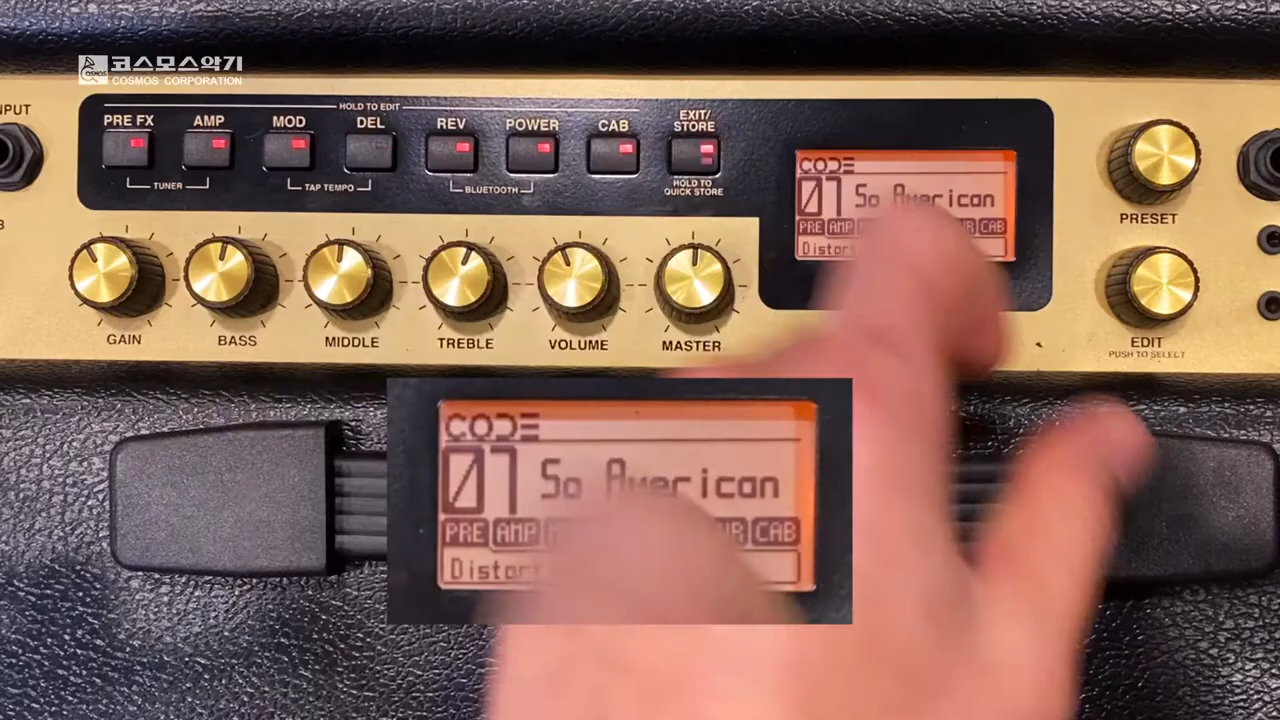 코스모스악기
COSMOS
COSMOS CORPORATION
HOLD TO EDIT
PRE FX AMP MOD DEL REV POWER CAB EXIT/
STORE
TUNER TAP TEMPO BLUETOOTH HOLD TO
QUICK STORE
CODE
07 So American
PRE AMP CAB
PRESET
GAIN BASS MIDDLE TREBLE VOLUME MASTER
EDIT
PUSH TO SELECT
CODE
07 So American
PRE AMP CAB